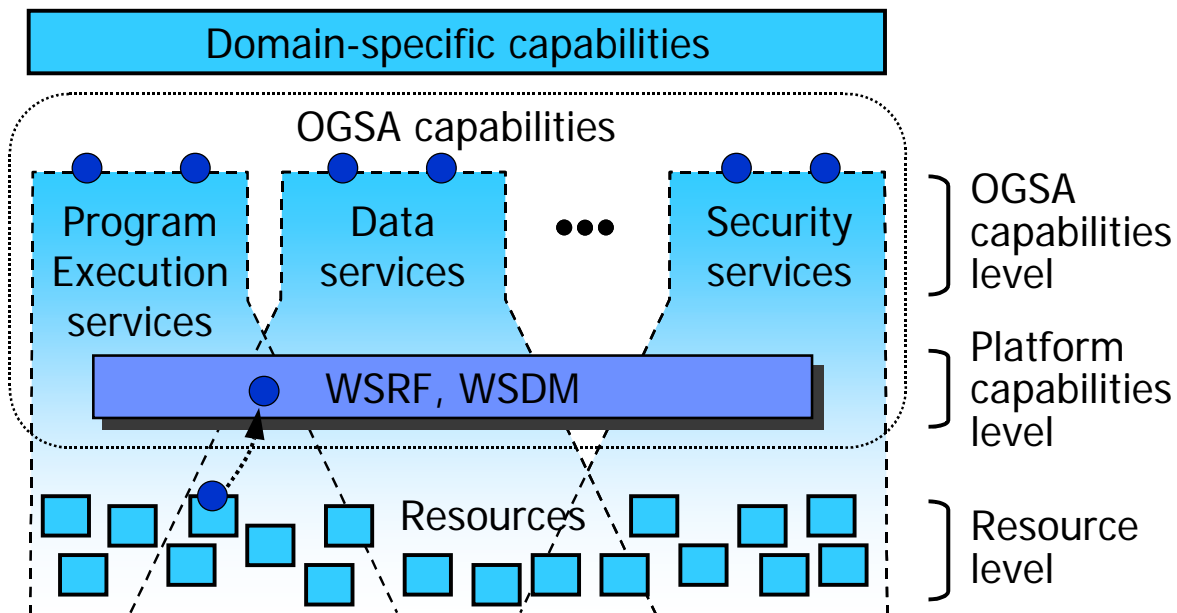 Domain-specific capabilities
OGSA capabilities
Program
Execution
services
Data
services
Security
services
OGSA
capabilities
level
WSRF, WSDM
Platform
capabilities
level
Resources
Resource
level